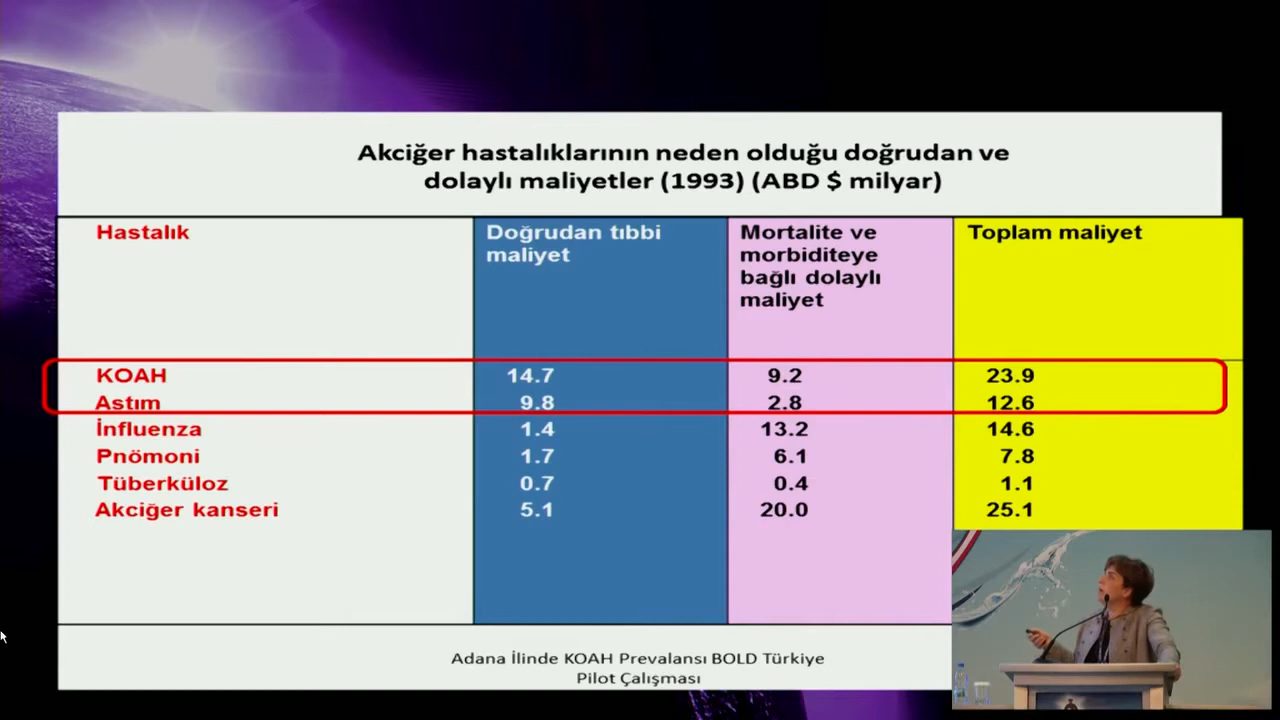 Akciğer hastalıklarının neden olduğu doğrudan ve
dolaylı maliyetler (1993) (ABD $ milyar)
Hastalık
Doğrudan tıbbi
maliyet
Mortalite ve
morbiditeye
bağlı dolaylı
maliyet
Toplam maliyet
KOAH 14.7 9.2 23.9
Astım 9.8 2.8 12.6
İnfluenza 1.4 13.2 14.6
Pnömoni 1.7 6.1 7.8
Tüberküloz 0.7 0.4 1.1
Akciğer kanseri 5.1 20.0 25.1
Adana İlinde KOAH Prevalansı BOLD Türkiye
Pilot Çalışması